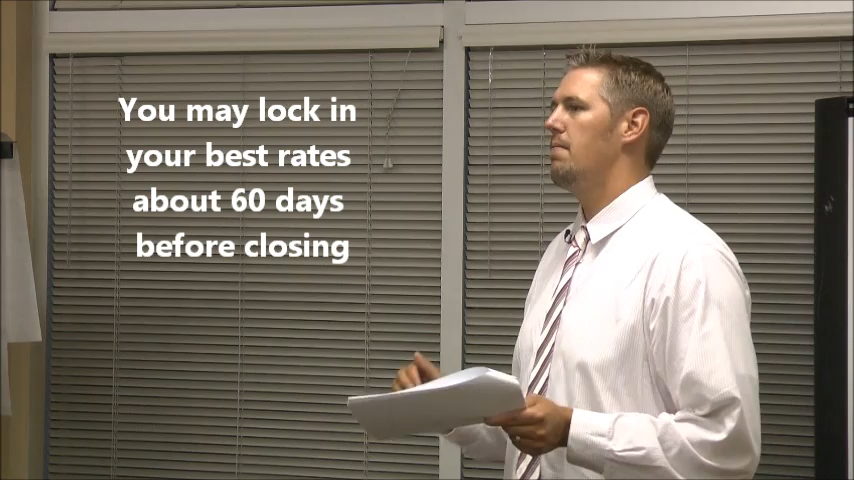 You may lock in
your best rates
about 60 days
before closing